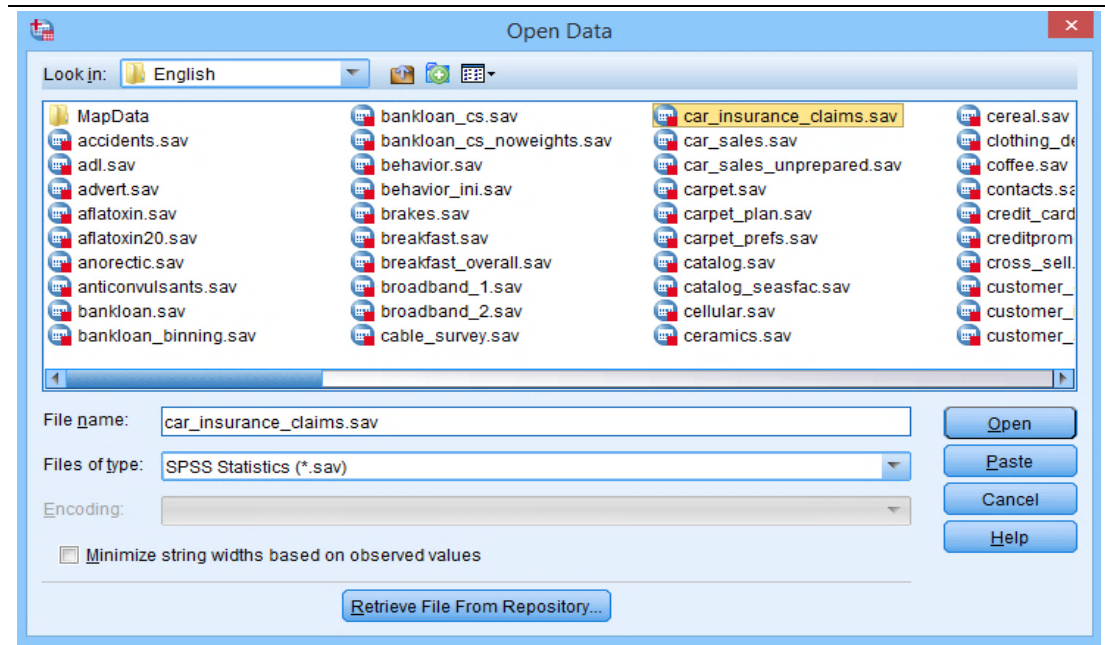 Open Data
Look in: English
MapData
accidents.sav
adl.sav
advert.sav
aflatoxin.sav
aflatoxin20.sav
anorectic.sav
anticonvulsants.sav
bankloan.sav
bankloan_binning.sav
bankloan_cs.sav
bankloan_cs_noweights.sav
behavior.sav
behavior_ini.sav
brakes.sav
breakfast.sav
breakfast_overall.sav
broadband_1.sav
broadband_2.sav
cable_survey.sav
car_insurance_claims.sav
car_sales.sav
car_sales_unprepared.sav
carpet.sav
carpet_plan.sav
carpet_prefs.sav
catalog.sav
catalog_seasfac.sav
cellular.sav
ceramics.sav
cereal.sav
clothing_de
coffee.sav
contacts.sa
credit_card
creditprom
cross_sell.
customer_
customer_
customer_
File name: car_insurance_claims.sav
Open
Files of type: SPSS Statistics (*.sav)
Paste
Encoding:
Cancel
Help
Minimize string widths based on observed values
Retrieve File From Repository...